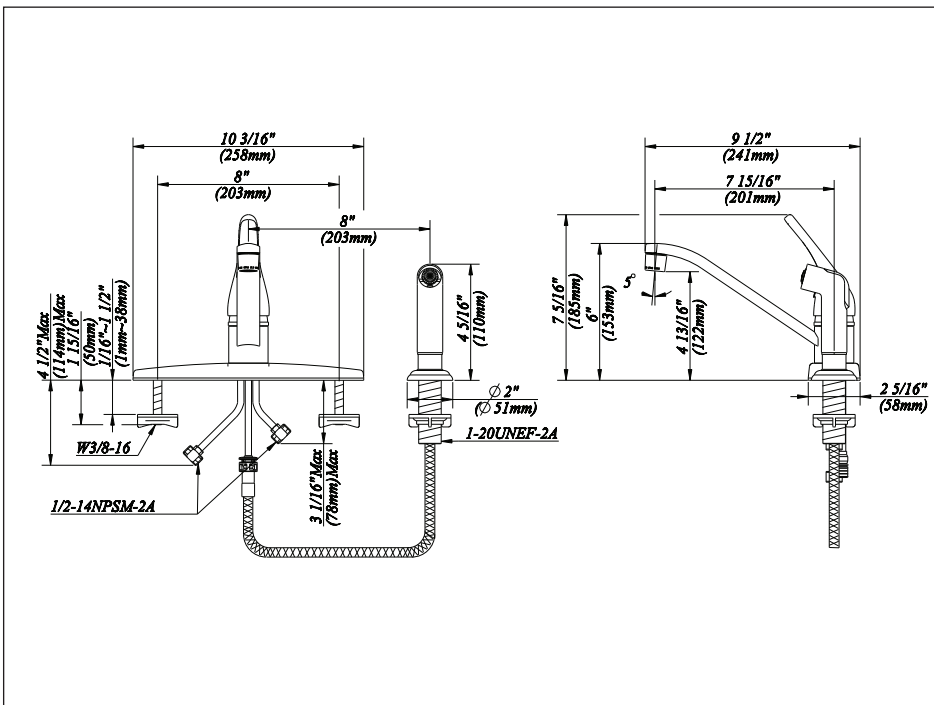 10 3/16"
(258mm)
8"
(203mm)
8"
(203mm)
4 1/2"Max
(114mm)Max
1 15/16"
(50mm)
1/16"~1 1/2"
(1mm~38mm)
4 5/16"
(110mm)
Ø 2"
(Ø 51mm)
1-20UNEF-2A
W3/8-16
1/2-14NPSM-2A
3 1/16"Max
(78mm)Max
9 1/2"
(241mm)
7 15/16"
(201mm)
7 5/16"
(185mm)
6"
(153mm)
5°
4 13/16"
(122mm)
2 5/16"
(58mm)